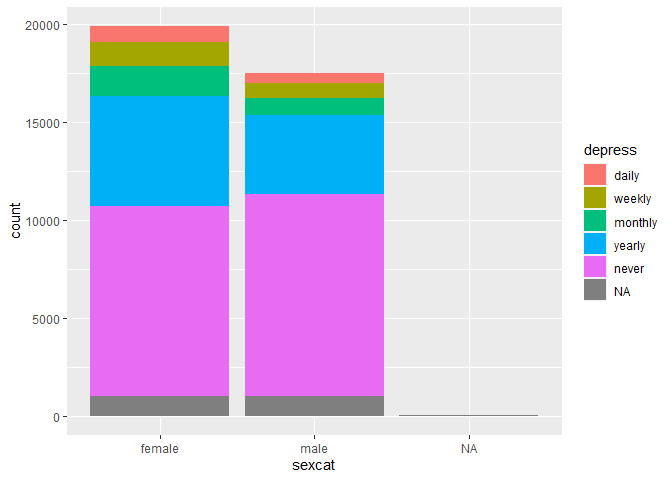 20000
15000
10000
5000
0
count
female male NA
sexcat
depress
daily
weekly
monthly
yearly
never
NA